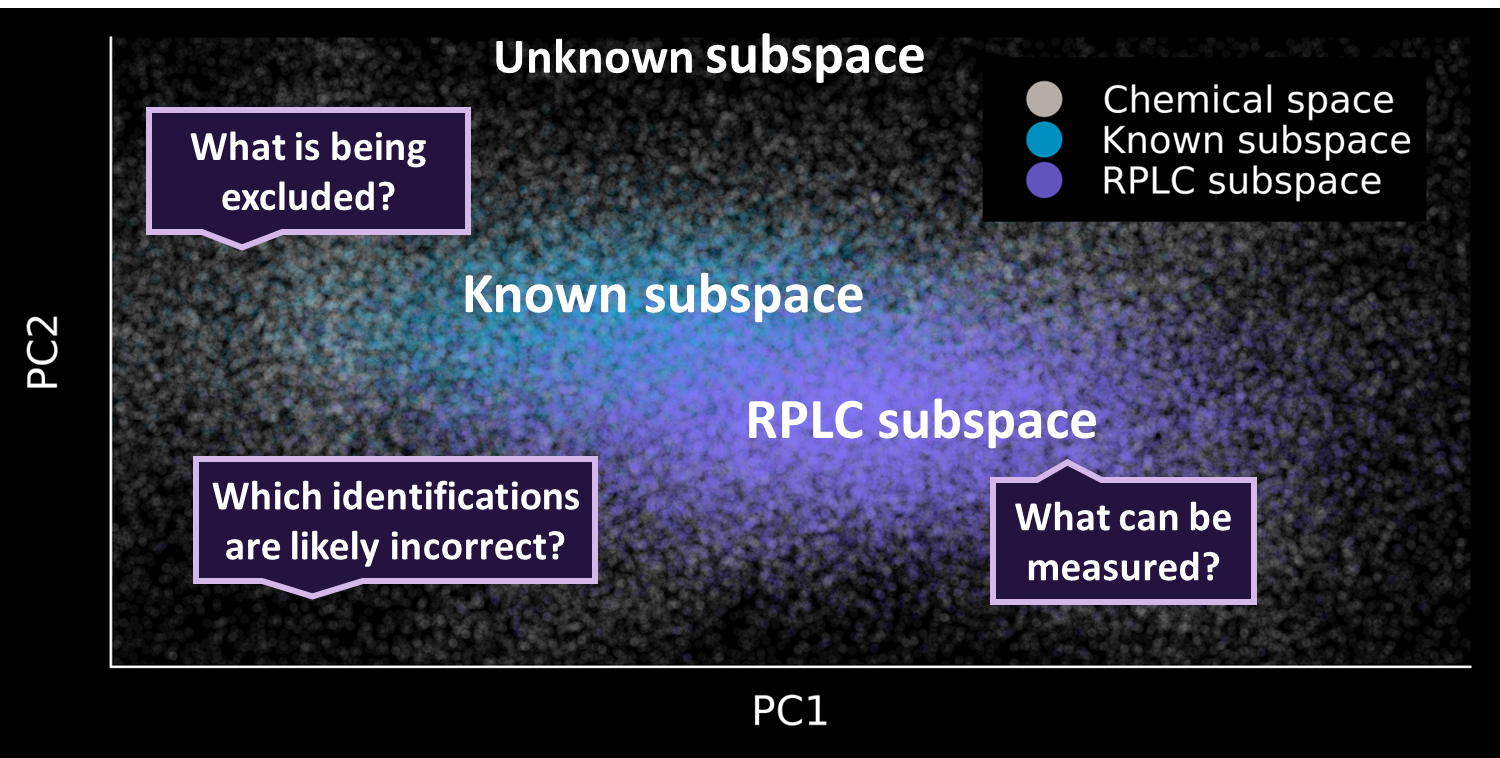 Unknown subspace
Chemical space
Known subspace
RPLC subspace
What is being
excluded?
Known subspace
RPLC subspace
Which identifications
are likely incorrect?
What can be
measured?
PC2
PC1